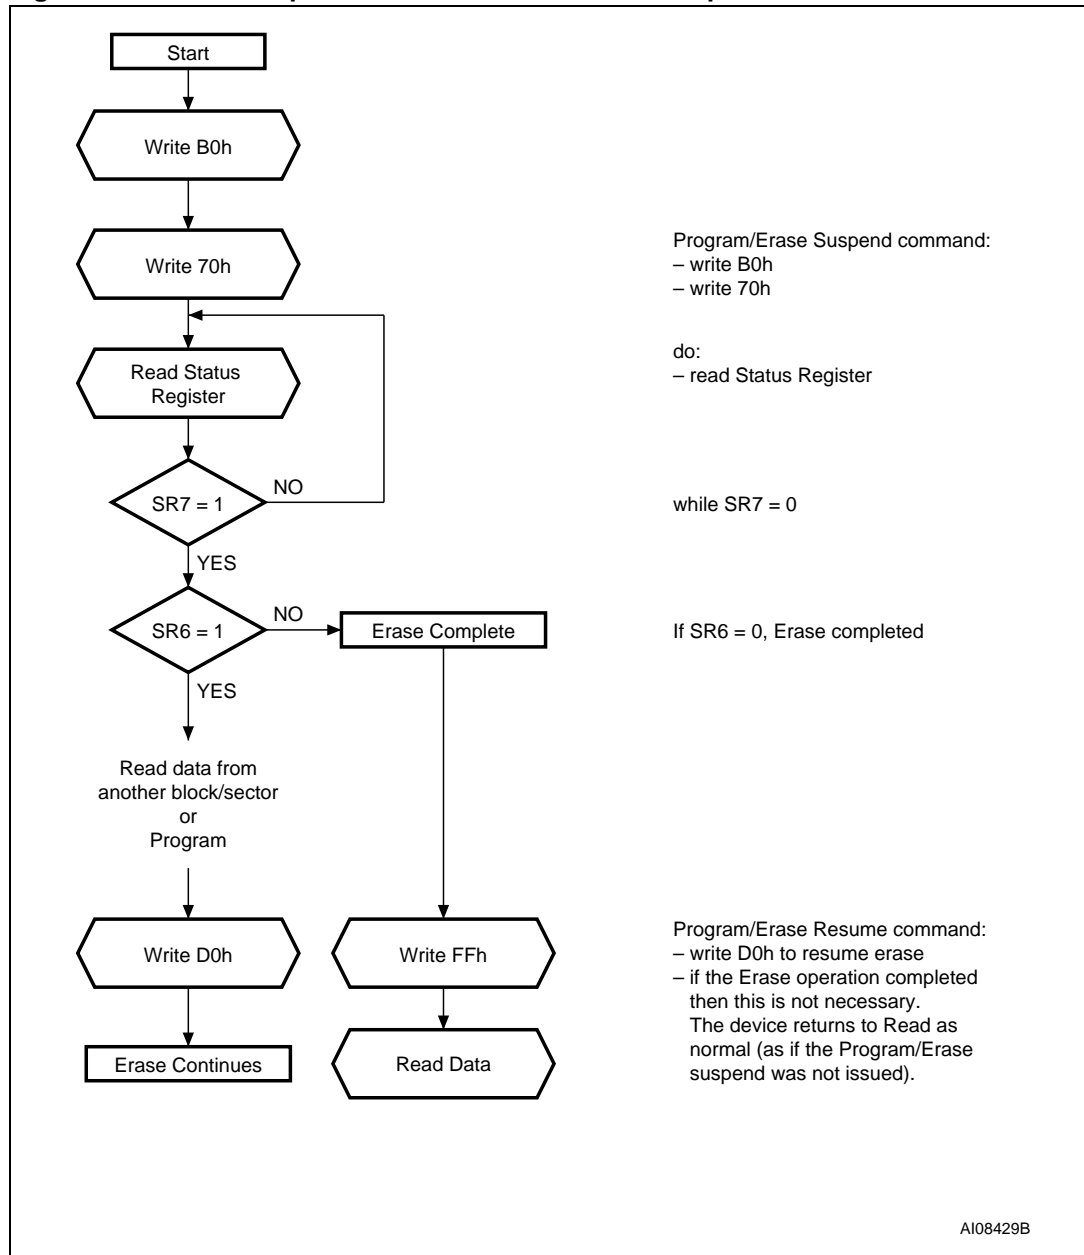 Start
Write B0h
Write 70h
Program/Erase Suspend command:
– write B0h
– write 70h
Read Status
Register
do:
– read Status Register
SR7 = 1
NO
while SR7 = 0
YES
SR6 = 1
NO
Erase Complete
If SR6 = 0, Erase completed
YES
Read data from
another block/sector
or
Program
Write D0h
Write FFh
Program/Erase Resume command:
– write D0h to resume erase
– if the Erase operation completed
then this is not necessary.
The device returns to Read as
normal (as if the Program/Erase
suspend was not issued).
Erase Continues
Read Data
AI08429B